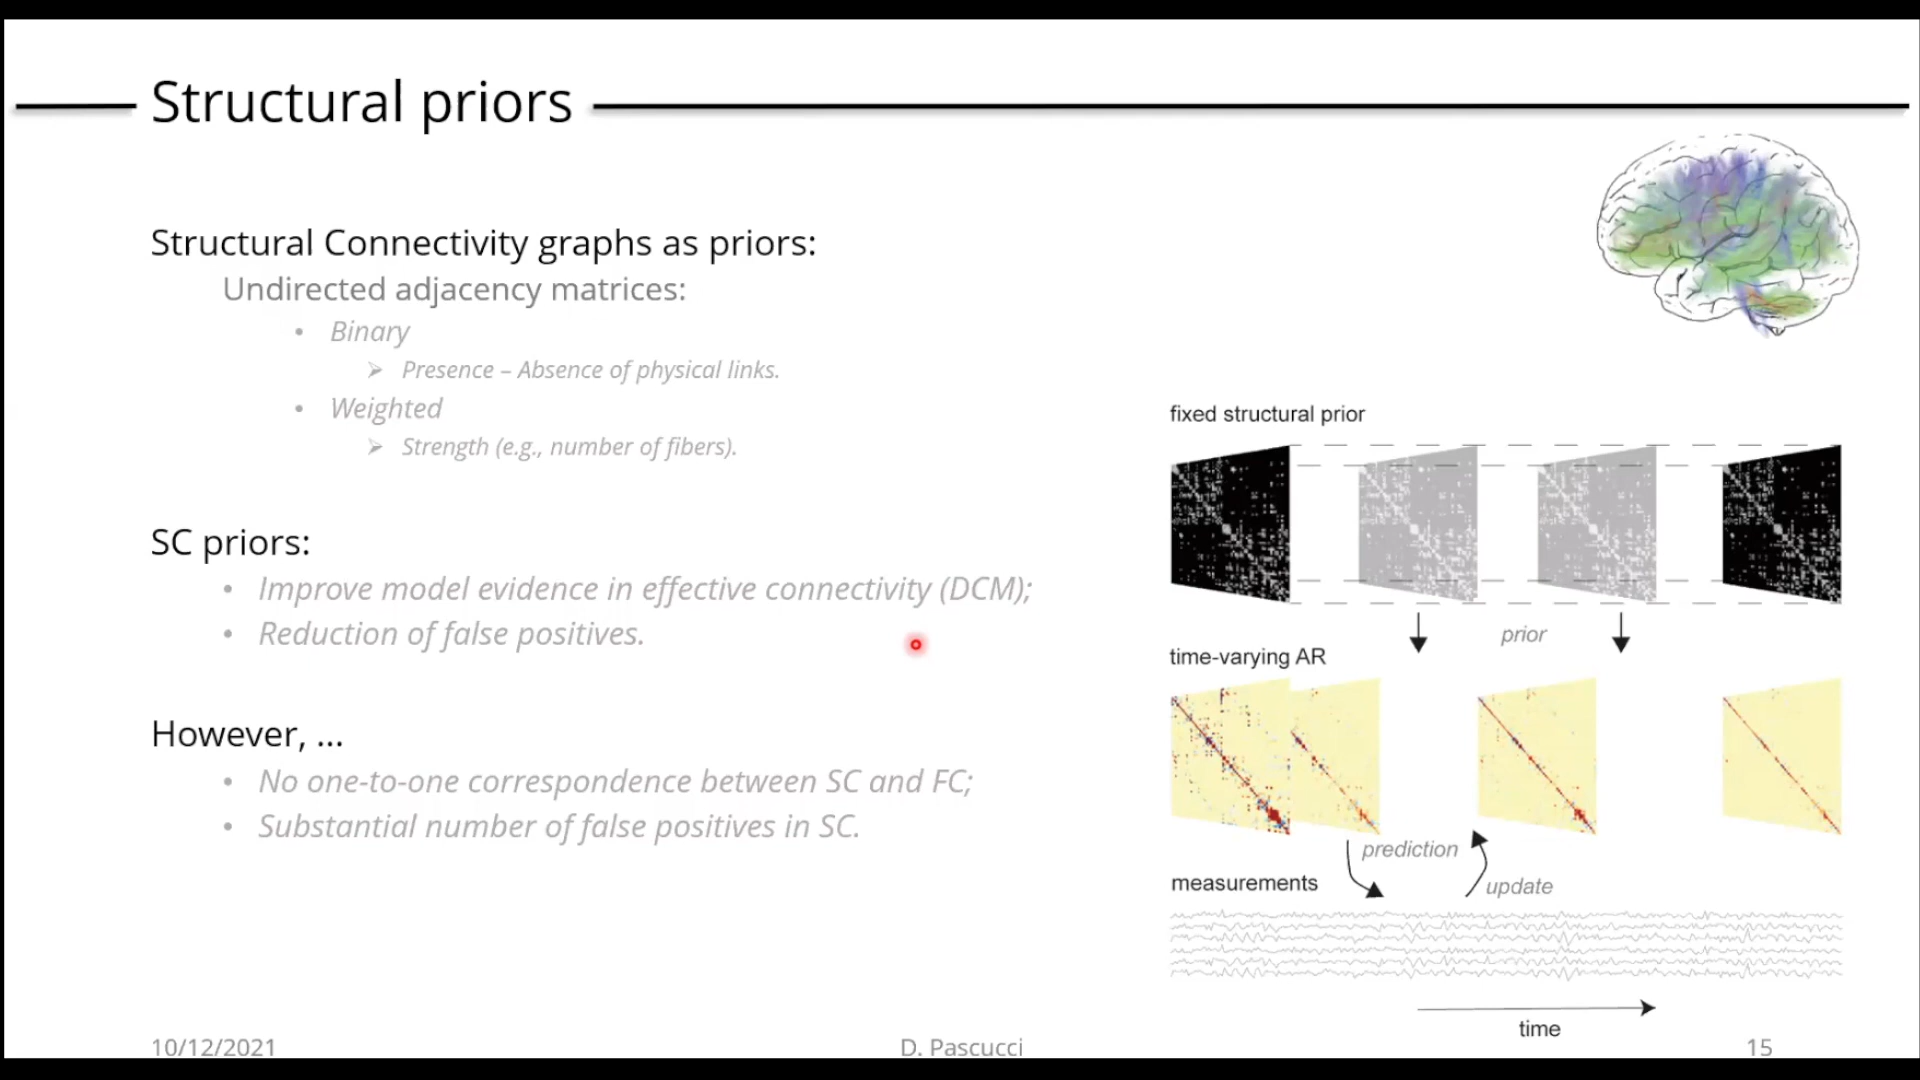 Structural priors
Structural Connectivity graphs as priors:
Undirected adjacency matrices:
• Binary
➢ Presence – Absence of physical links.
• Weighted
➢ Strength (e.g., number of fibers).
SC priors:
• Improve model evidence in effective connectivity (DCM);
• Reduction of false positives.
However, ...
• No one-to-one correspondence between SC and FC;
• Substantial number of false positives in SC.
fixed structural prior
prior
time-varying AR
prediction
measurements
update
time
10/12/2021
D. Pascucci
15